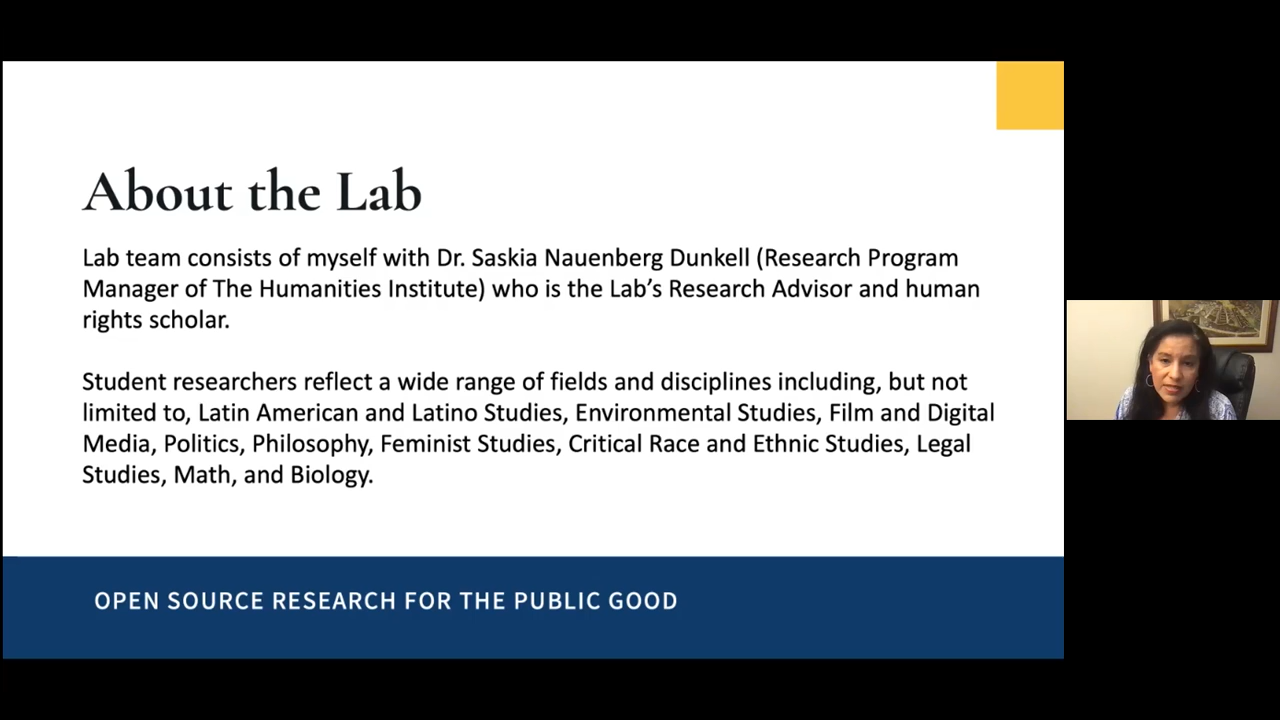 About the Lab
Lab team consists of myself with Dr. Saskia Nauenberg Dunkell (Research Program
Manager of The Humanities Institute) who is the Lab's Research Advisor and human
rights scholar.
Student researchers reflect a wide range of fields and disciplines including, but not
limited to, Latin American and Latino Studies, Environmental Studies, Film and Digital
Media, Politics, Philosophy, Feminist Studies, Critical Race and Ethnic Studies, Legal
Studies, Math, and Biology.
OPEN SOURCE RESEARCH FOR THE PUBLIC GOOD